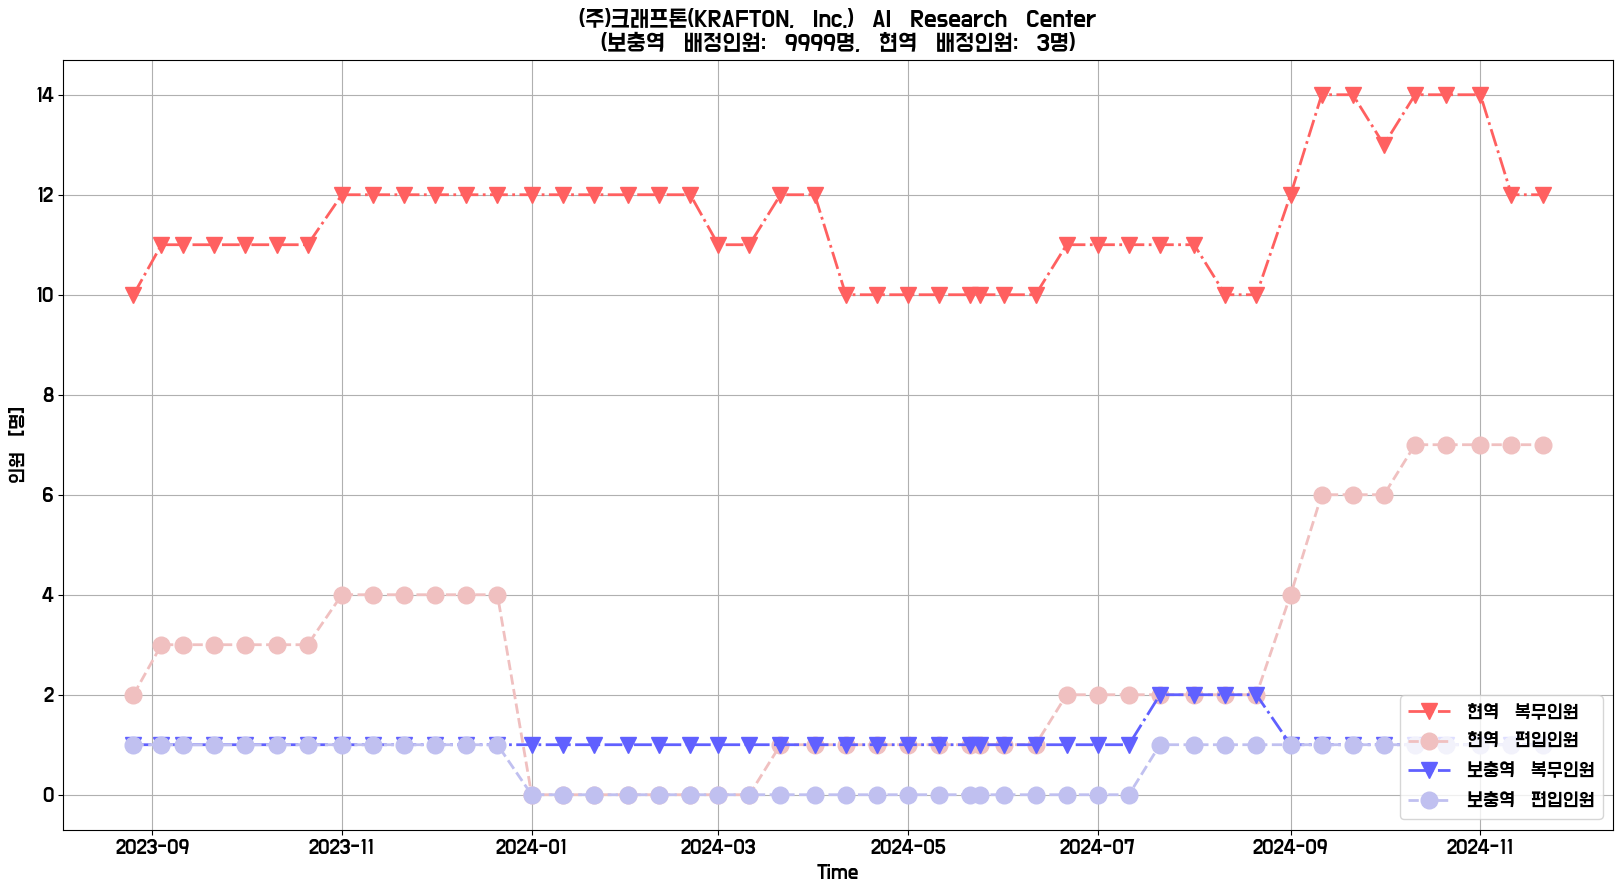 (주)크래프톤(KRAFTON, Inc.) AI Research Center
(보충역 배정인원: 9999명, 현역 배정인원: 3명)
14
12
10
8
6
4
2
0
인원 [명]
2023-09 2023-11 2024-01 2024-03 2024-05 2024-07 2024-09 2024-11
Time
현역 복무인원
현역 편입인원
보충역 복무인원
보충역 편입인원